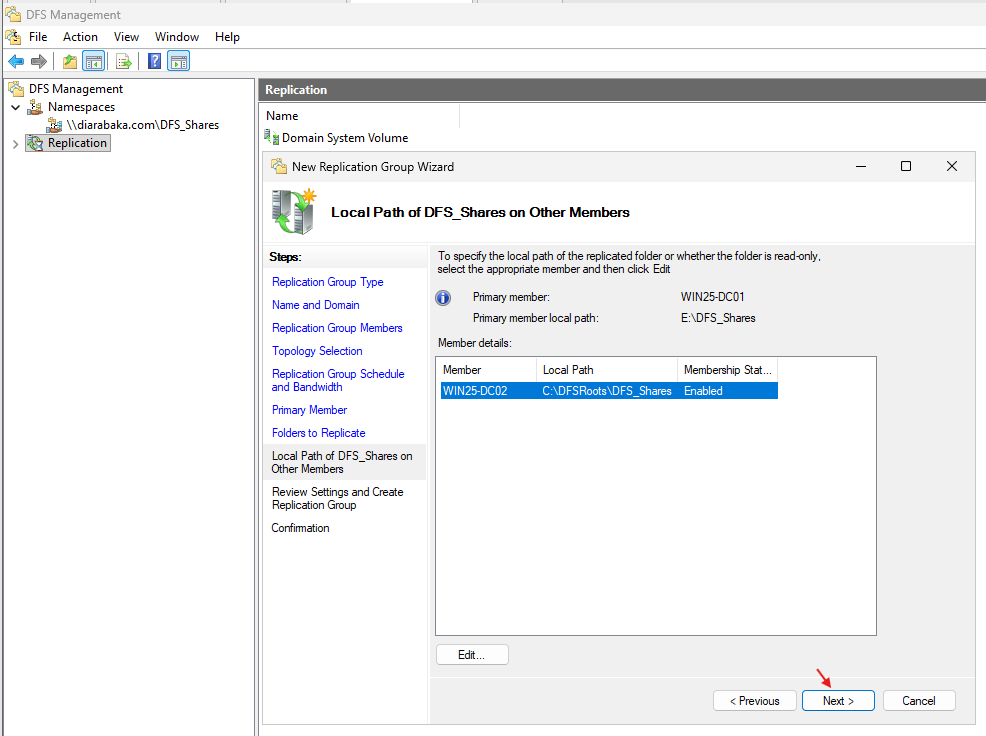 DFS Management
File Action View Window Help
DFS Management
Namespaces
\\diarabaka.com\DFS_Shares
Replication
Replication
Name
Domain System Volume
New Replication Group Wizard
Local Path of DFS_Shares on Other Members
Steps:
Replication Group Type
Name and Domain
Replication Group Members
Topology Selection
Replication Group Schedule
and Bandwidth
Primary Member
Folders to Replicate
Local Path of DFS_Shares on
Other Members
Review Settings and Create
Replication Group
Confirmation
To specify the local path of the replicated folder or whether the folder is read-only,
select the appropriate member and then click Edit
Primary member: WIN25-DC01
Primary member local path: E:\DFS_Shares
Member details:
Member Local Path Membership Stat...
WIN25-DC02 C:\DFSRoots\DFS_Shares Enabled
Edit...
< Previous Next > Cancel